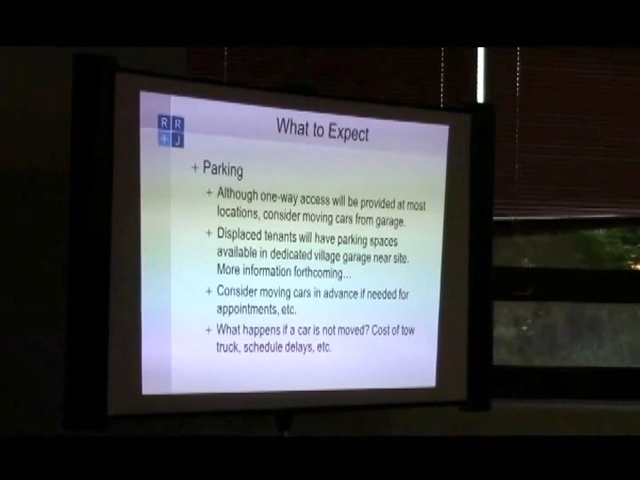 R R
+ J
What to Expect
+ Parking
+ Although one-way access will be provided at most
locations, consider moving cars from garage.
+ Displaced tenants will have parking spaces
available in dedicated village garage near site.
More information forthcoming...
+ Consider moving cars in advance if needed for
appointments, etc.
+ What happens if a car is not moved? Cost of tow
truck, schedule delays, etc.